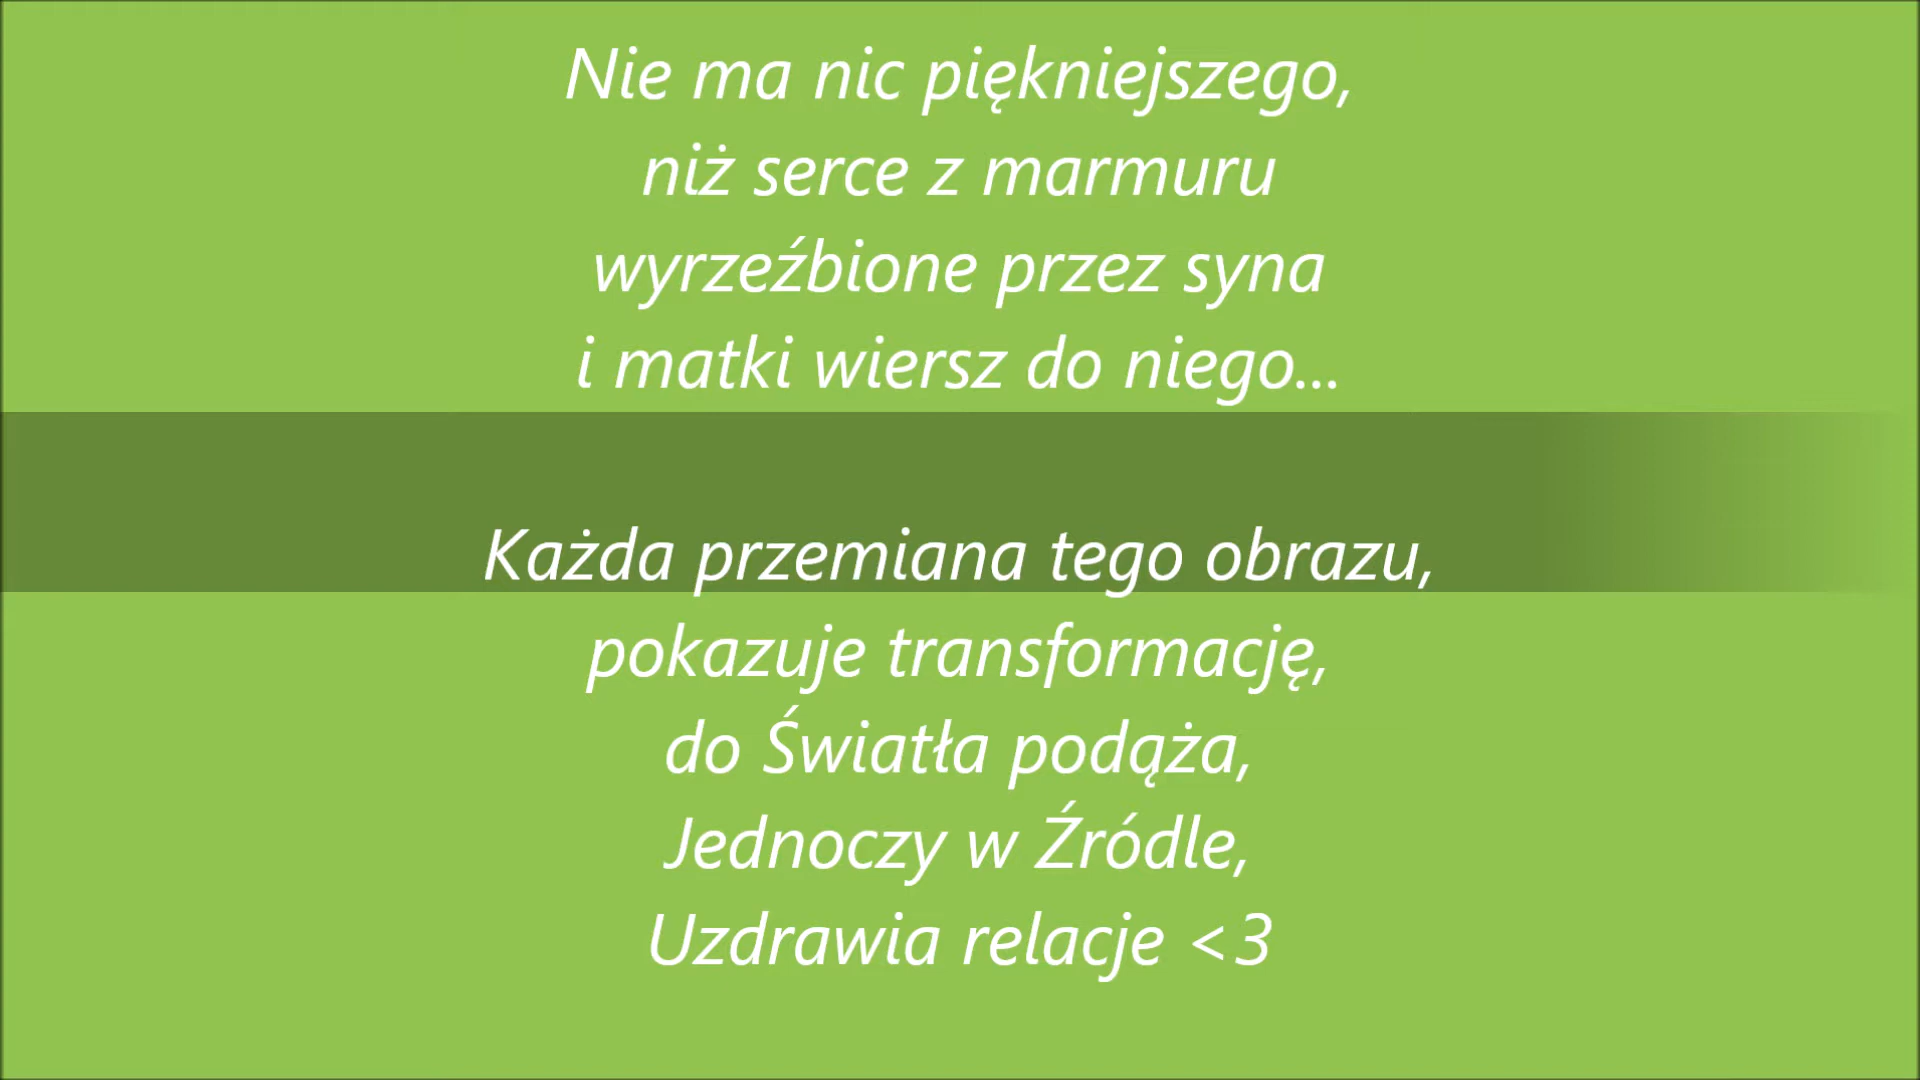 Nie ma nic piękniejszego,
niż serce z marmuru
wyrzeźbione przez syna
i matki wiersz do niego...
Każda przemiana tego obrazu,
pokazuje transformację,
do Światła podąża,
Jednoczy w Źródle,
Uzdrawia relacje <3